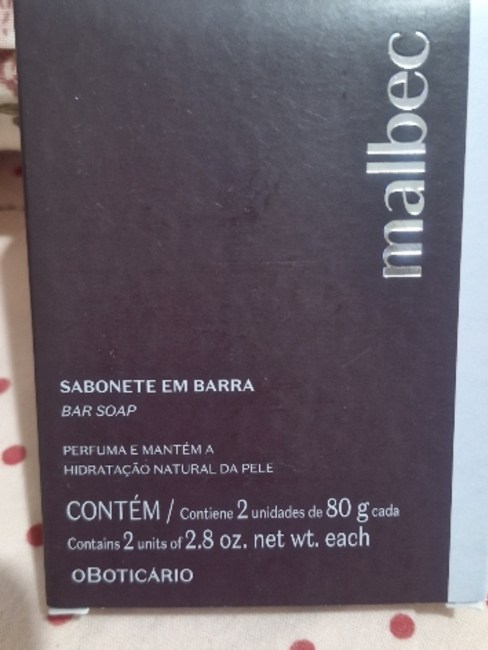 malbec
SABONETE EM BARRA
BAR SOAP
PERFUMA E MANTÉM A
HIDRATAÇÃO NATURAL DA PELE
CONTÉM / Contiene 2 unidades de 80 g cada
Contains 2 units of 2.8 oz. net wt. each
oBOTICÁRIO